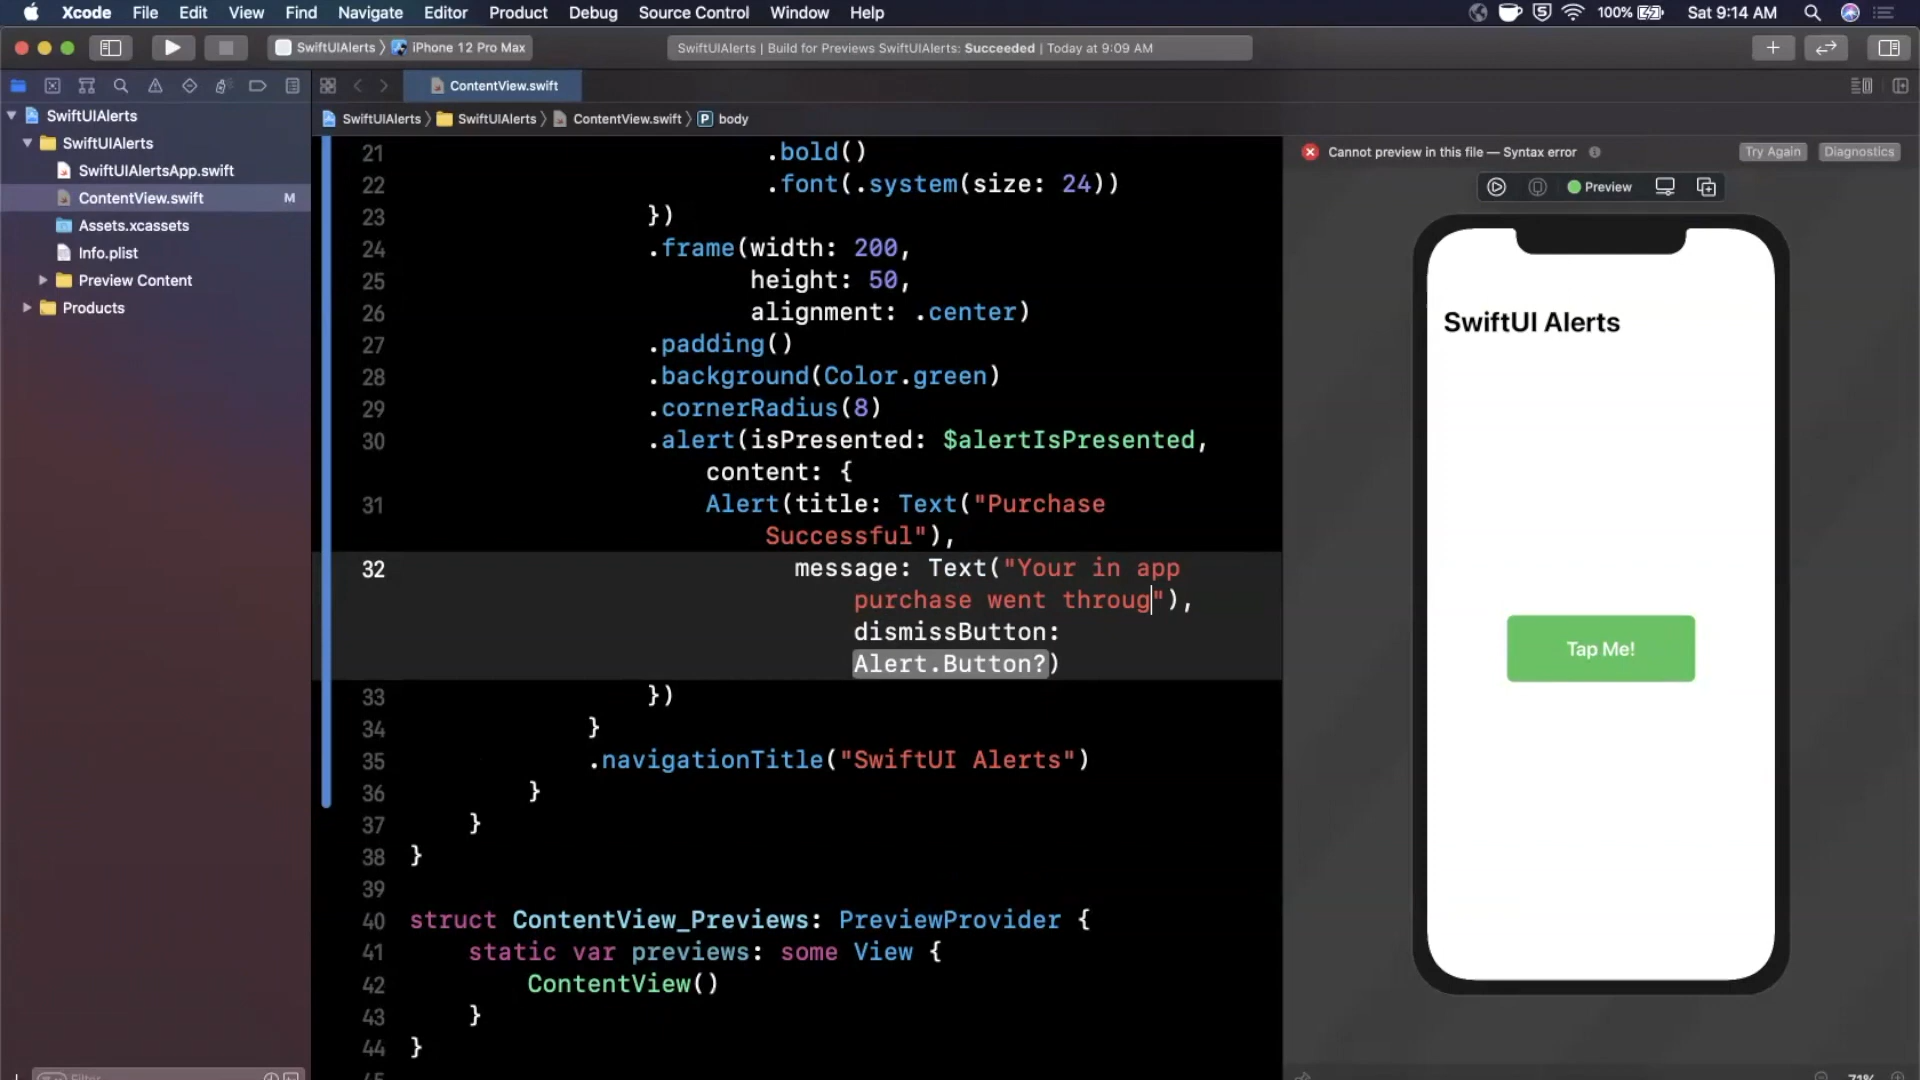 Xcode File Edit View Find Navigate Editor Product Debug Source Control Window Help 100% Sat 9:14 AM
SwiftUIAlerts iPhone 12 Pro Max
SwiftUIAlerts | Build for Previews SwiftUIAlerts: Succeeded | Today at 9:09 AM
ContentView.swift
SwiftUIAlerts SwiftUIAlerts ContentView.swift P body
SwiftUIAlerts
SwiftUIAlerts
SwiftUIAlertsApp.swift
ContentView.swift M
Assets.xcassets
Info.plist
Preview Content
Products
Filter
21 .bold()
22 .font(.system(size: 24))
23 })
24 .frame(width: 200,
25 height: 50,
26 alignment: .center)
27 .padding()
28 .background(Color.green)
29 .cornerRadius(8)
30 .alert(isPresented: $alertIsPresented,
content: {
31 Alert(title: Text("Purchase
Successful"),
32 message: Text("Your in app
purchase went throug"),
dismissButton:
Alert.Button?)
33 })
34 }
35 .navigationTitle("SwiftUI Alerts")
36 }
37 }
38 }
39
40 struct ContentView_Previews: PreviewProvider {
41 static var previews: some View {
42 ContentView()
43 }
44 }
45
Cannot preview in this file — Syntax error
Try Again Diagnostics
Preview
SwiftUI Alerts
Tap Me!
71%